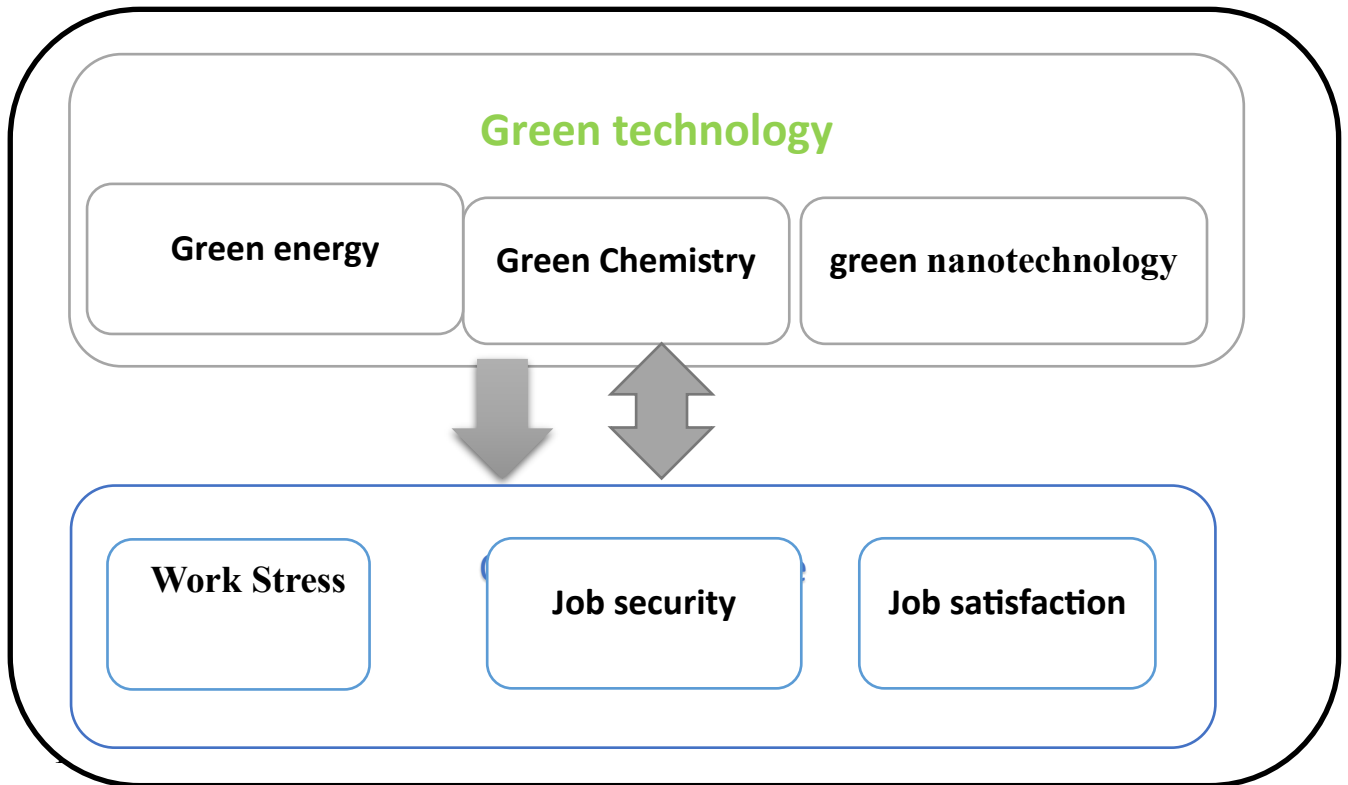 Green technology
Green energy
Green Chemistry
green nanotechnology
Work Stress
Job security
Job satisfaction